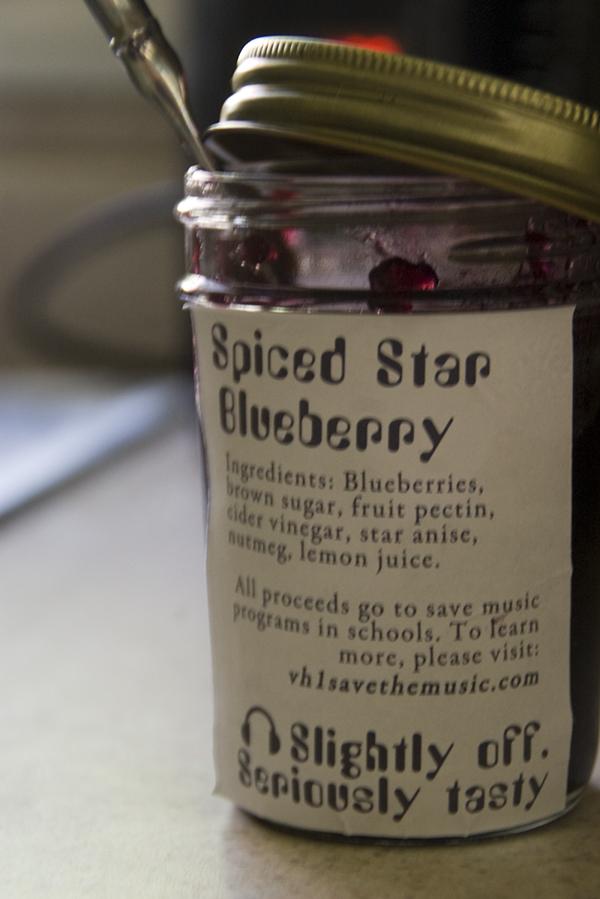 Spiced Star
Blueberry
Ingredients: Blueberries,
brown sugar, fruit pectin,
cider vinegar, star anise,
nutmeg, lemon juice.
All proceeds go to save music
programs in schools. To learn
more, please visit:
vh1savethemusic.com
Slightly off.
Seriously tasty